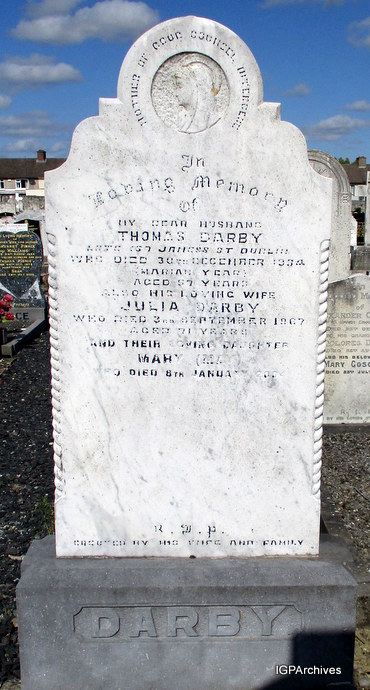 MOTHER OF GOOD COUNSEL INTERCEDE
In
Loving Memory
of
MY DEAR HUSBAND
THOMAS DARBY
LATE 137 JAMES'S ST DUBLIN
WHO DIED 30TH DECEMBER 1954
(MARIAN YEAR)
AGED 57 YEARS
ALSO HIS LOVING WIFE
JULIA DARBY
WHO DIED 3RD SEPTEMBER 1967
AGED 71 YEARS
AND THEIR LOVING DAUGHTER
MARY
DIED 8TH JANUARY
R.I.P.
ERECTED BY HIS WIFE AND FAMILY
DARBY
MARY
IGPArchives